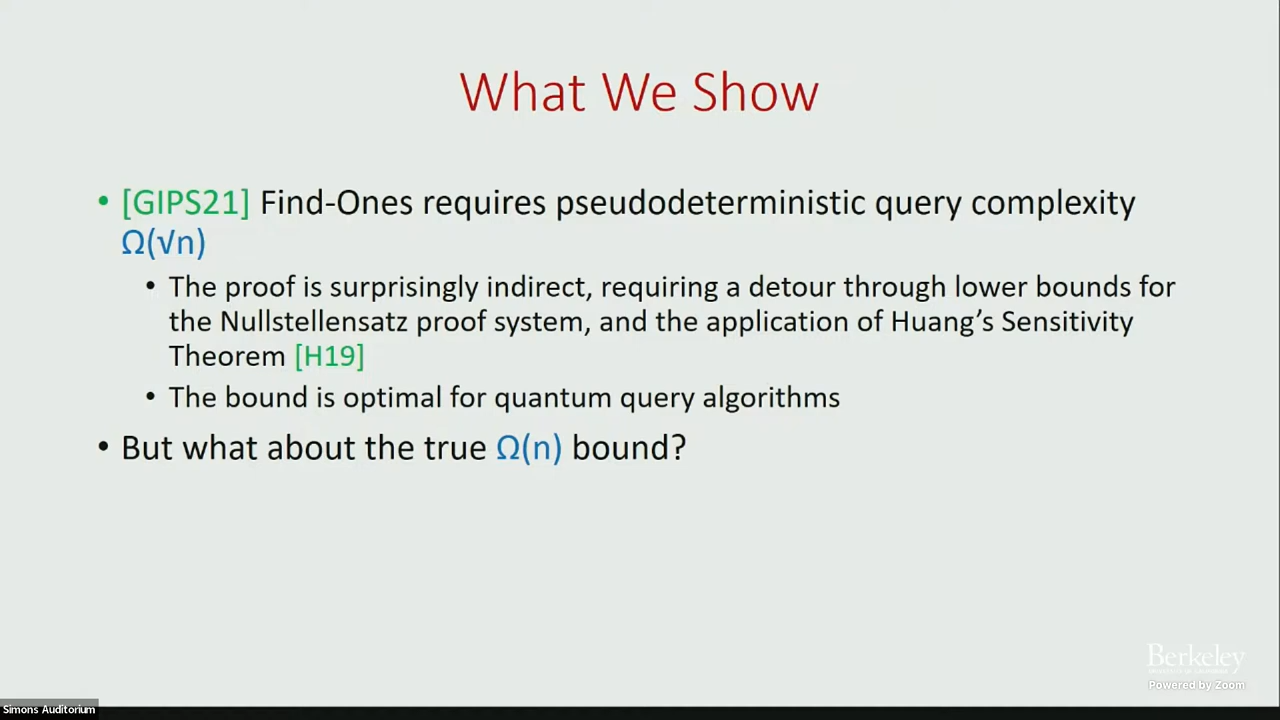 What We Show
• [GIPS21] Find-Ones requires pseudodeterministic query complexity
Ω(√n)
• The proof is surprisingly indirect, requiring a detour through lower bounds for
the Nullstellensatz proof system, and the application of Huang’s Sensitivity
Theorem [H19]
• The bound is optimal for quantum query algorithms
• But what about the true Ω(n) bound?
Berkeley
Powered by Zoom
Simons Auditorium